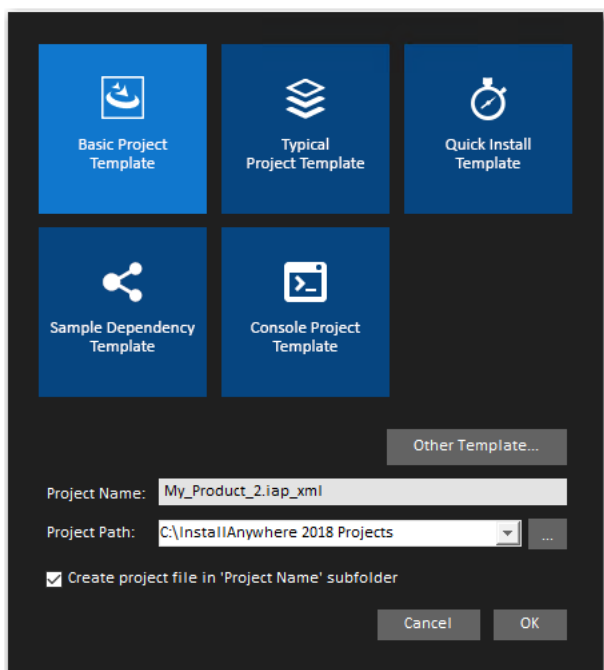 Basic Project
Template
Typical
Project Template
Quick Install
Template
Sample Dependency
Template
Console Project
Template
Other Template...
Project Name: My_Product_2.iap_xml
Project Path: C:\InstallAnywhere 2018 Projects ...
Create project file in 'Project Name' subfolder
Cancel OK